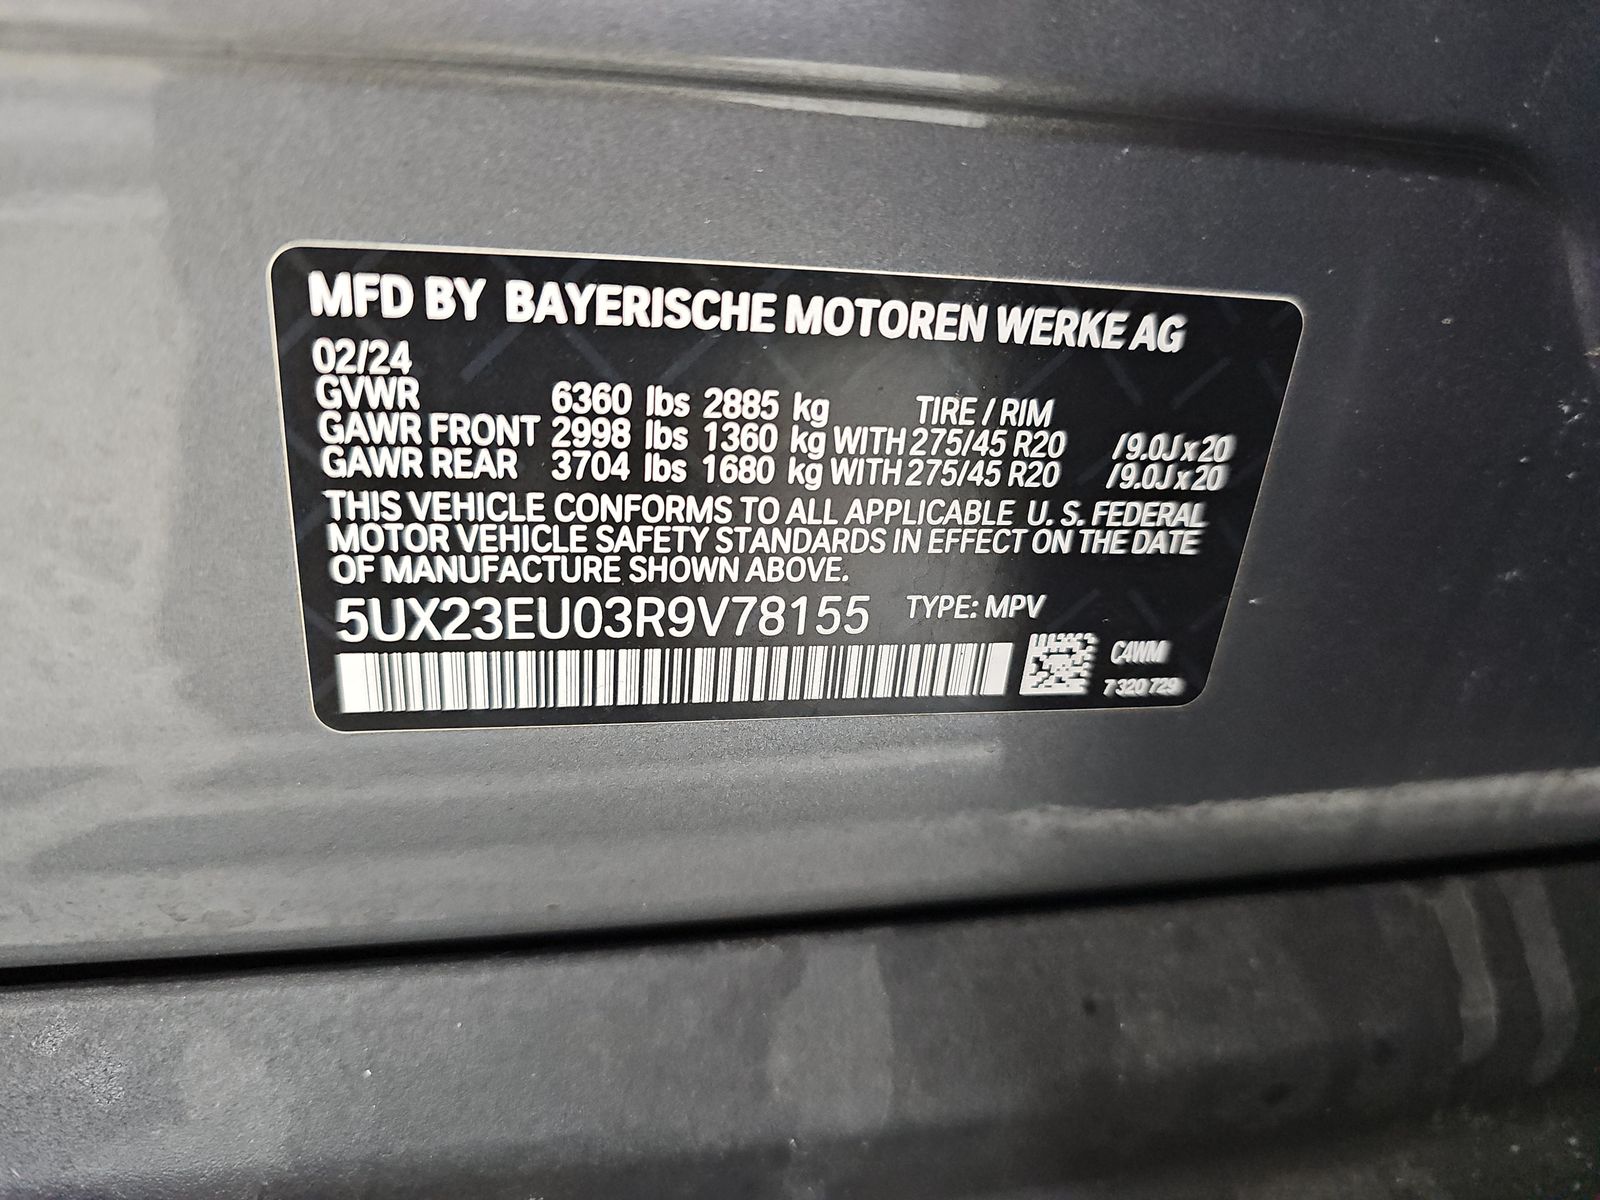 MFD BY BAYERISCHE MOTOREN WERKE AG
02/24
GVWR 6360 lbs 2885 kg TIRE / RIM
GAWR FRONT 2998 lbs 1360 kg WITH 275/45 R20 /9.0J x 20
GAWR REAR 3704 lbs 1680 kg WITH 275/45 R20 /9.0J x 20
THIS VEHICLE CONFORMS TO ALL APPLICABLE U. S. FEDERAL
MOTOR VEHICLE SAFETY STANDARDS IN EFFECT ON THE DATE
OF MANUFACTURE SHOWN ABOVE.
5UX23EU03R9V78155 TYPE: MPV
C4WM
7 320 729